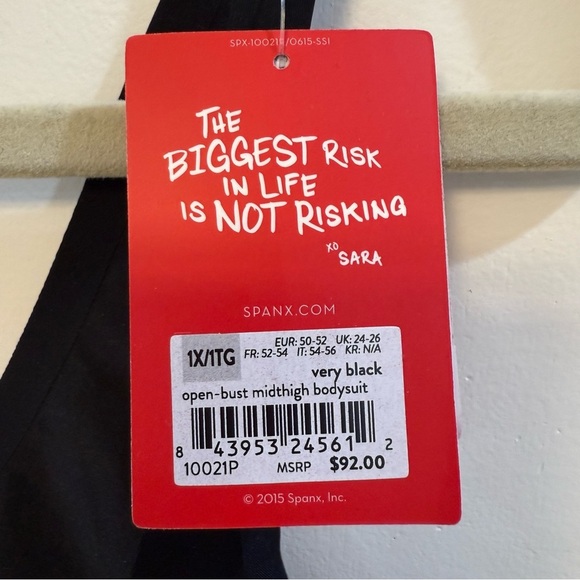 SPX-10021P/0615-SSI
THE
BIGGEST RISK
IN LIFE
IS NOT RISKING
XO
SARA
SPANX.COM
1X/1TG
EUR: 50-52 UK: 24-26
FR: 52-54 IT: 54-56 KR: N/A
very black
open-bust midthigh bodysuit
8 43953 24561 2
10021P MSRP $92.00
© 2015 Spanx, Inc.